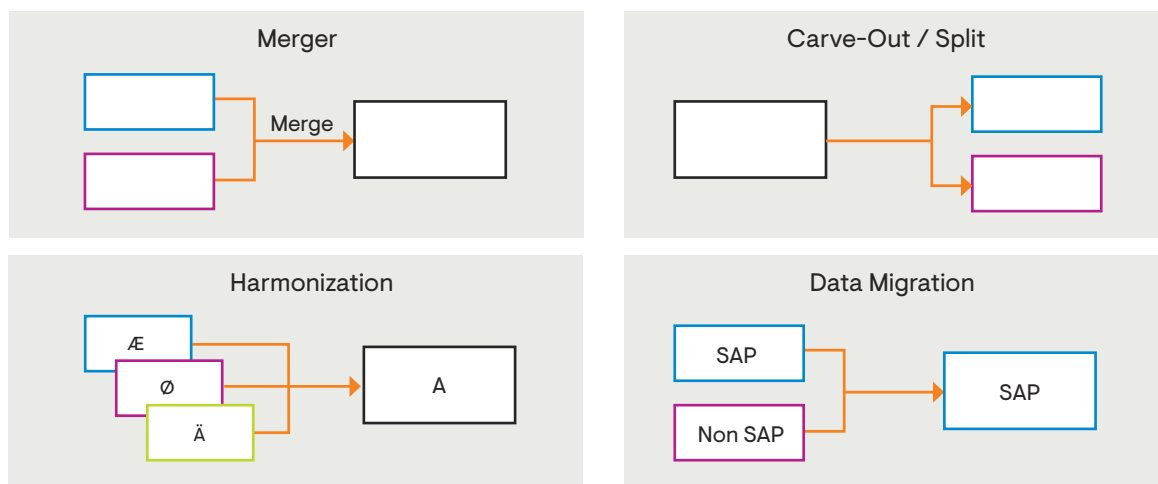 Merger
Merge
Carve-Out / Split
Harmonization
Æ
Ø
Ä
A
Data Migration
SAP
Non SAP
SAP